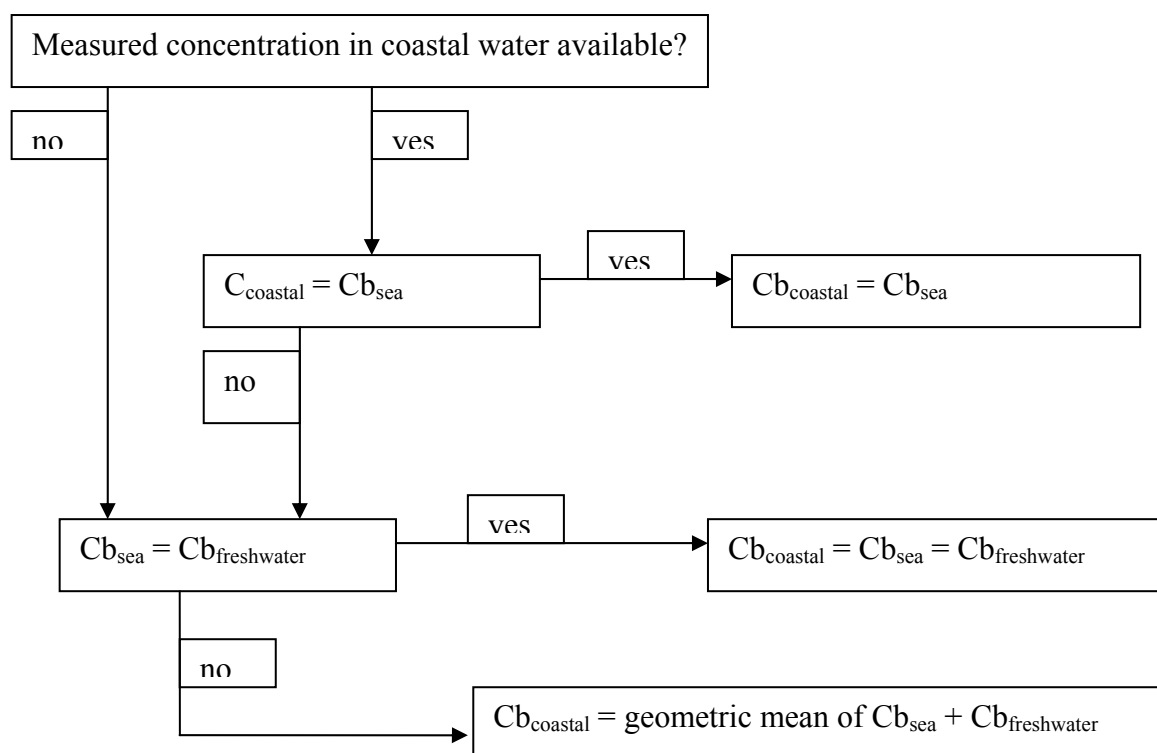 Measured concentration in coastal water available?
no
yes
yes
C_coastal = Cb_sea
Cb_coastal = Cb_sea
no
yes
Cb_sea = Cb_freshwater
Cb_coastal = Cb_sea = Cb_freshwater
no
Cb_coastal = geometric mean of Cb_sea + Cb_freshwater